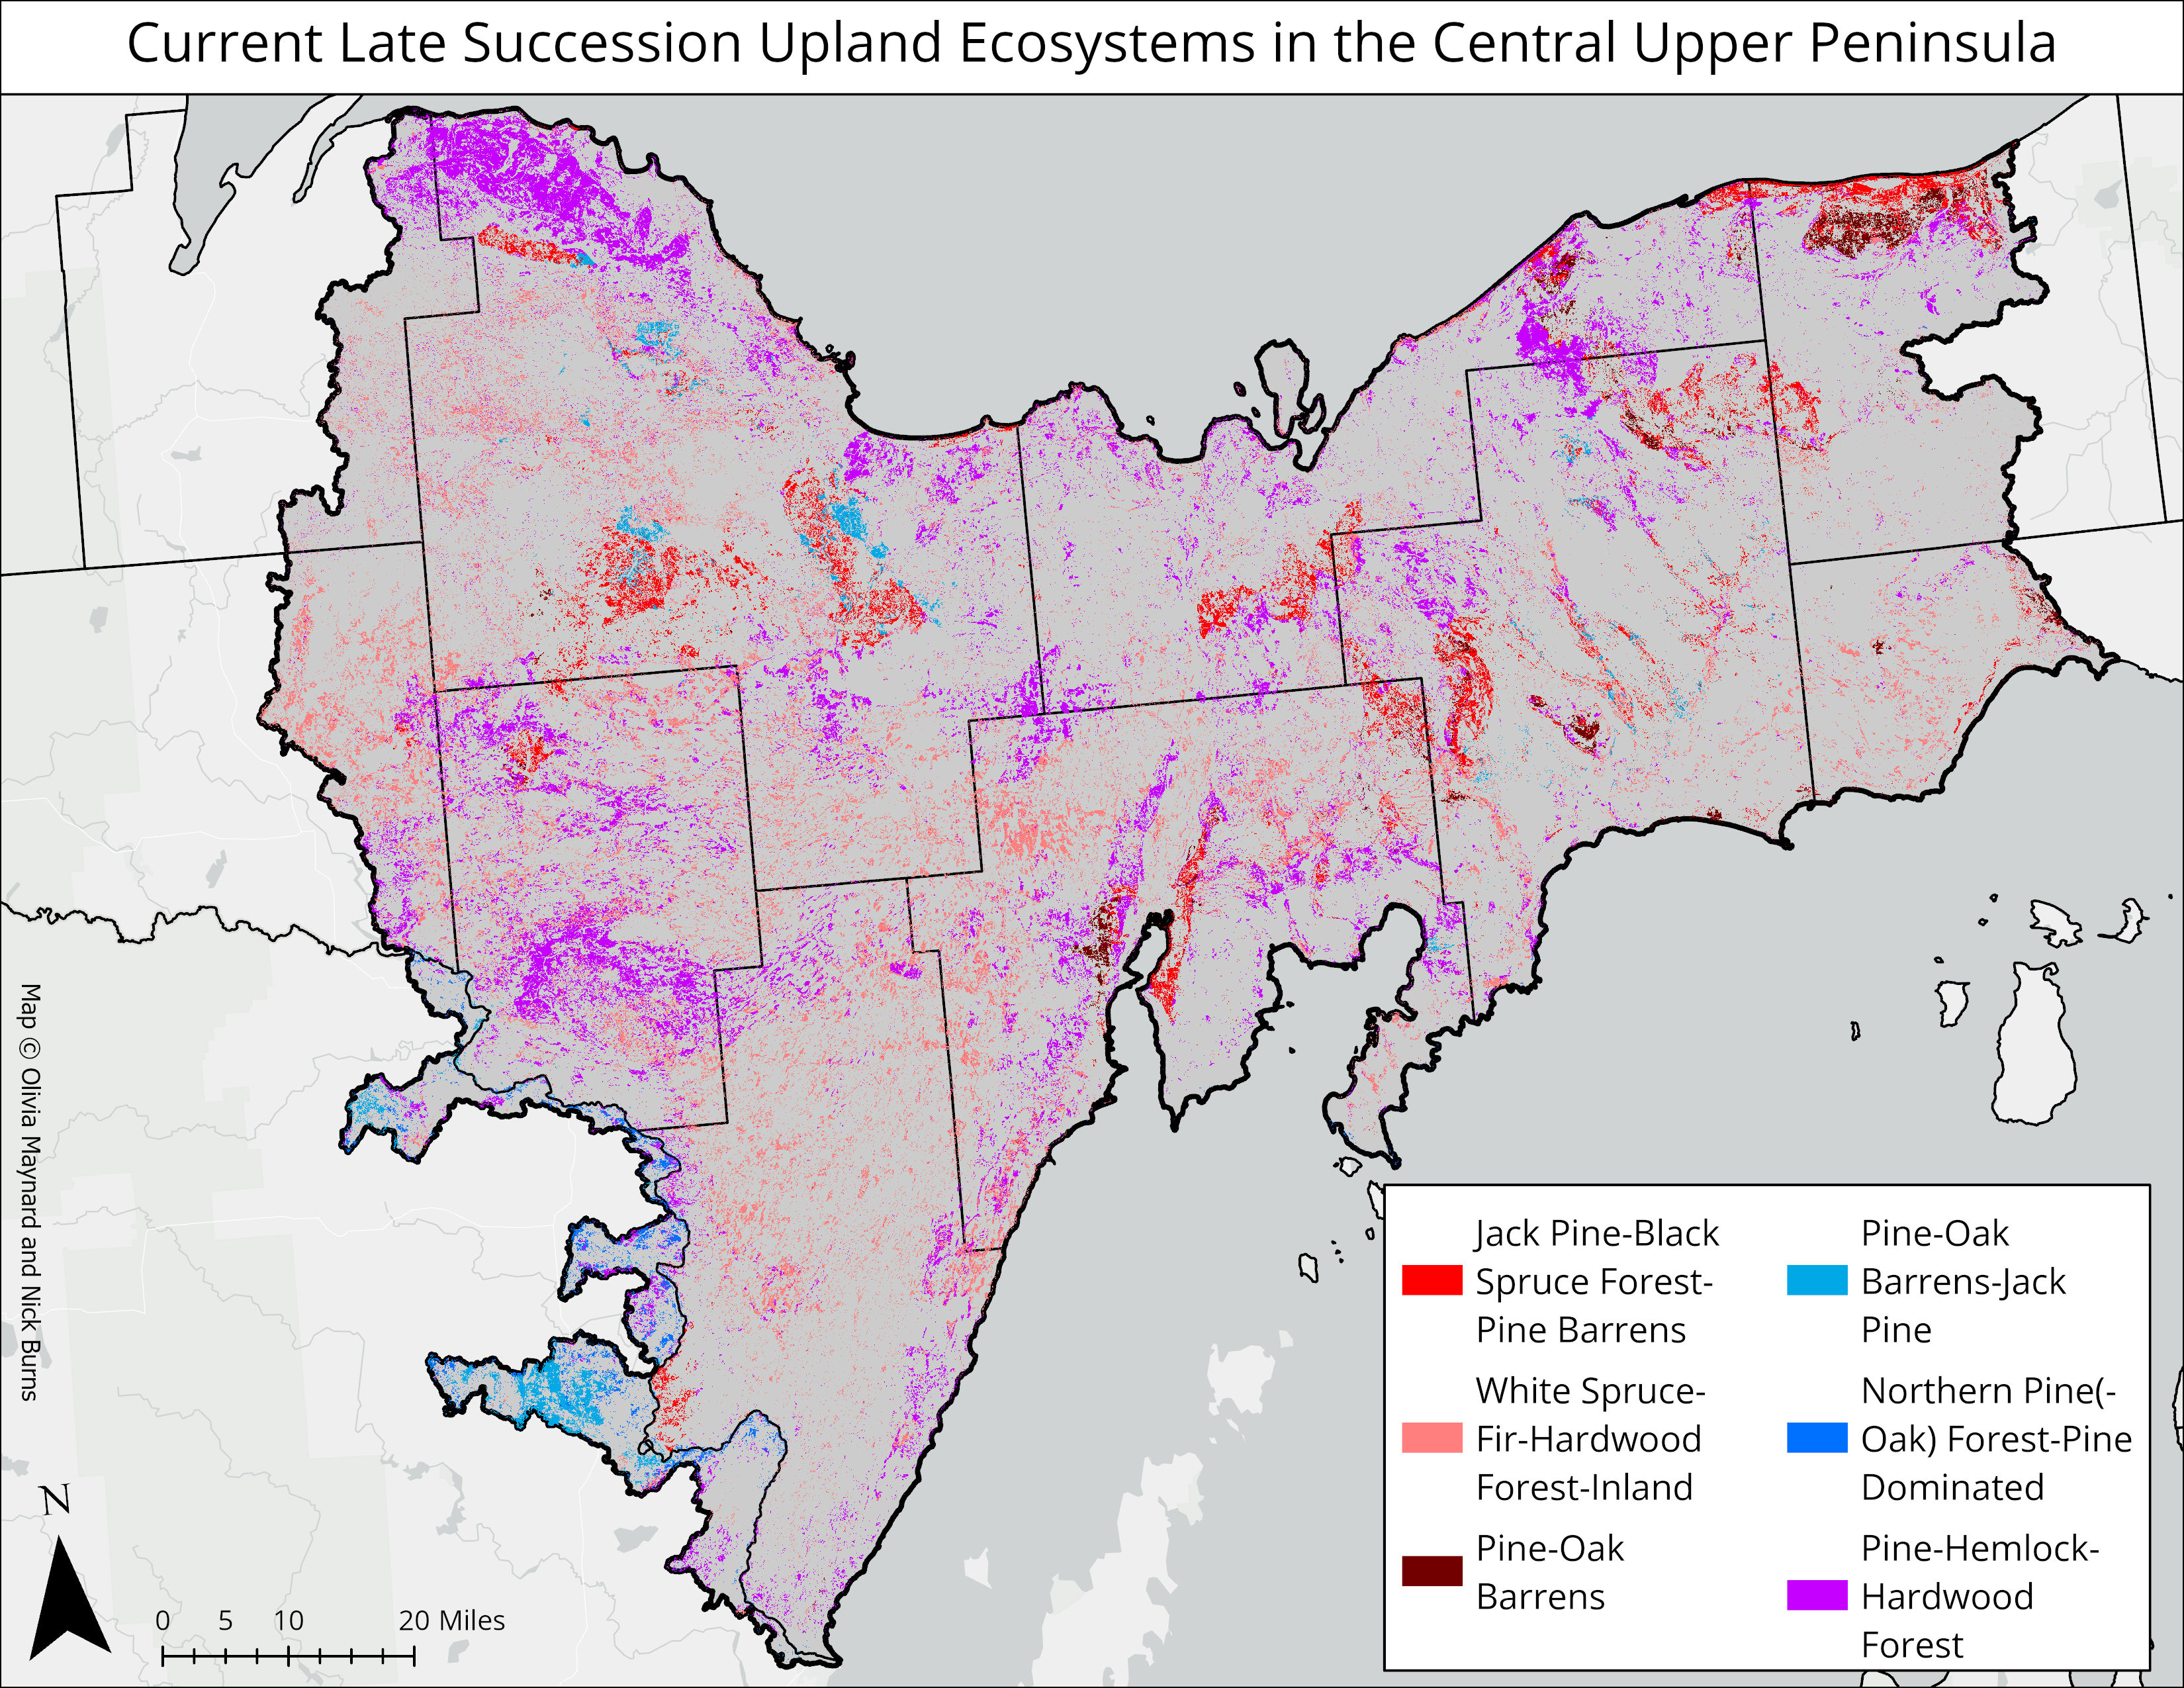 Current Late Succession Upland Ecosystems in the Central Upper Peninsula
Map © Olivia Maynard and Nick Burns
N
0 5 10 20 Miles
Jack Pine-Black
Spruce Forest-
Pine Barrens
White Spruce-
Fir-Hardwood
Forest-Inland
Pine-Oak
Barrens
Pine-Oak
Barrens-Jack
Pine
Northern Pine(-
Oak) Forest-Pine
Dominated
Pine-Hemlock-
Hardwood
Forest